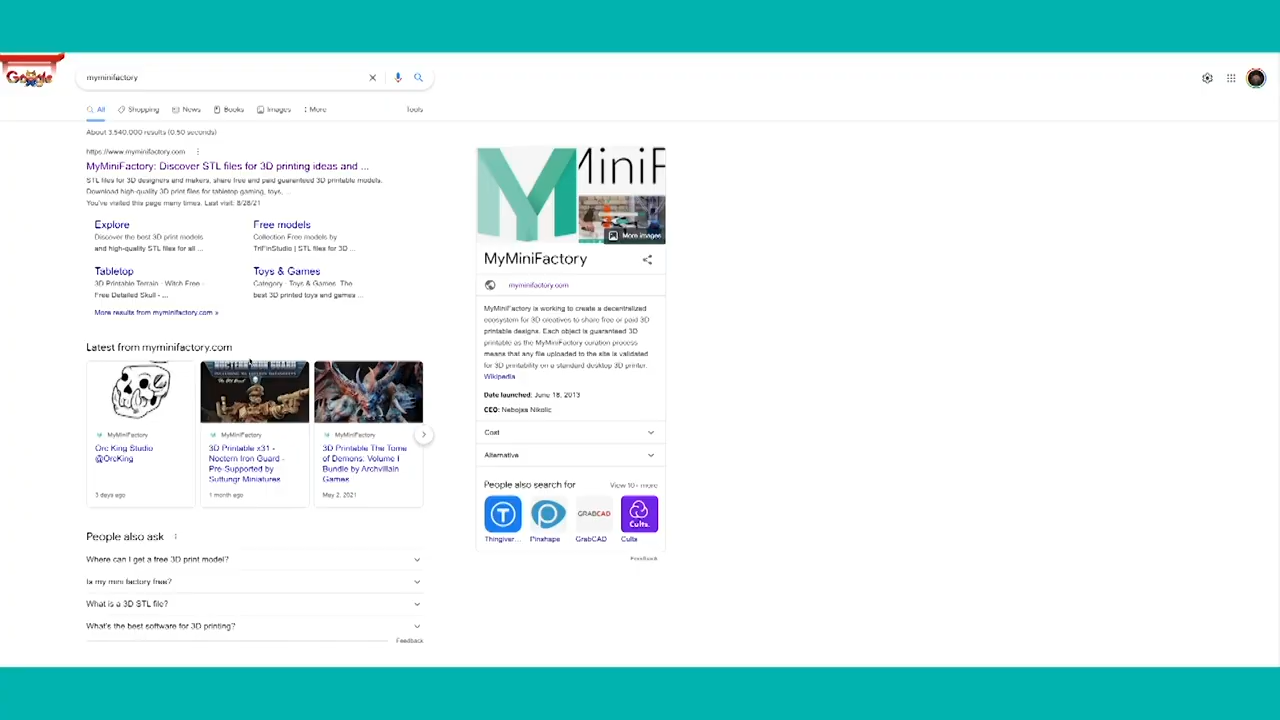 Google
myminifactory
All
Shopping
News
Books
Images
More
Tools
About 3,540,000 results (0.50 seconds)
https://www.myminifactory.com
MyMiniFactory: Discover STL files for 3D printing ideas and ...
STL files for 3D designers and makers, share free and paid guaranteed 3D printable models.
Download high-quality 3D print files for tabletop gaming, toys, ...
You've visited this page many times. Last visit: 8/28/21
Explore
Discover the best 3D print models
and high-quality STL files for all ...
Free models
Collection Free models by
TriFinStudio | STL files for 3D ...
Tabletop
3D Printable Terrain - Witch Free -
Free Detailed Skull - ...
Toys & Games
Category · Toys & Games. The
best 3D printed toys and games ...
More results from myminifactory.com »
Latest from myminifactory.com
MyMiniFactory
Orc King Studio
@OrcKing
3 days ago
MyMiniFactory
3D Printable x31 -
Noctern Iron Guard -
Pre-Supported by
Suttungr Miniatures
1 month ago
MyMiniFactory
3D Printable The Tome
of Demons: Volume I
Bundle by Archvillain
Games
May 2, 2021
People also ask
Where can I get a free 3D print model?
Is my mini factory free?
What is a 3D STL file?
What's the best software for 3D printing?
Feedback
M
MiniF
More images
MyMiniFactory
myminifactory.com
MyMiniFactory is working to create a decentralized
ecosystem for 3D creatives to share free or paid 3D
printable designs. Each object is guaranteed 3D
printable as the MyMiniFactory curation process
means that any file uploaded to the site is validated
for 3D printability on a standard desktop 3D printer.
Wikipedia
Date launched: June 18, 2013
CEO: Nebojsa Nikolic
Cost
Alternative
People also search for
View 10+ more
T
P
GRABCAD
Cults.
Thingiver...
Pinshape
GrabCAD
Cults
Feedback